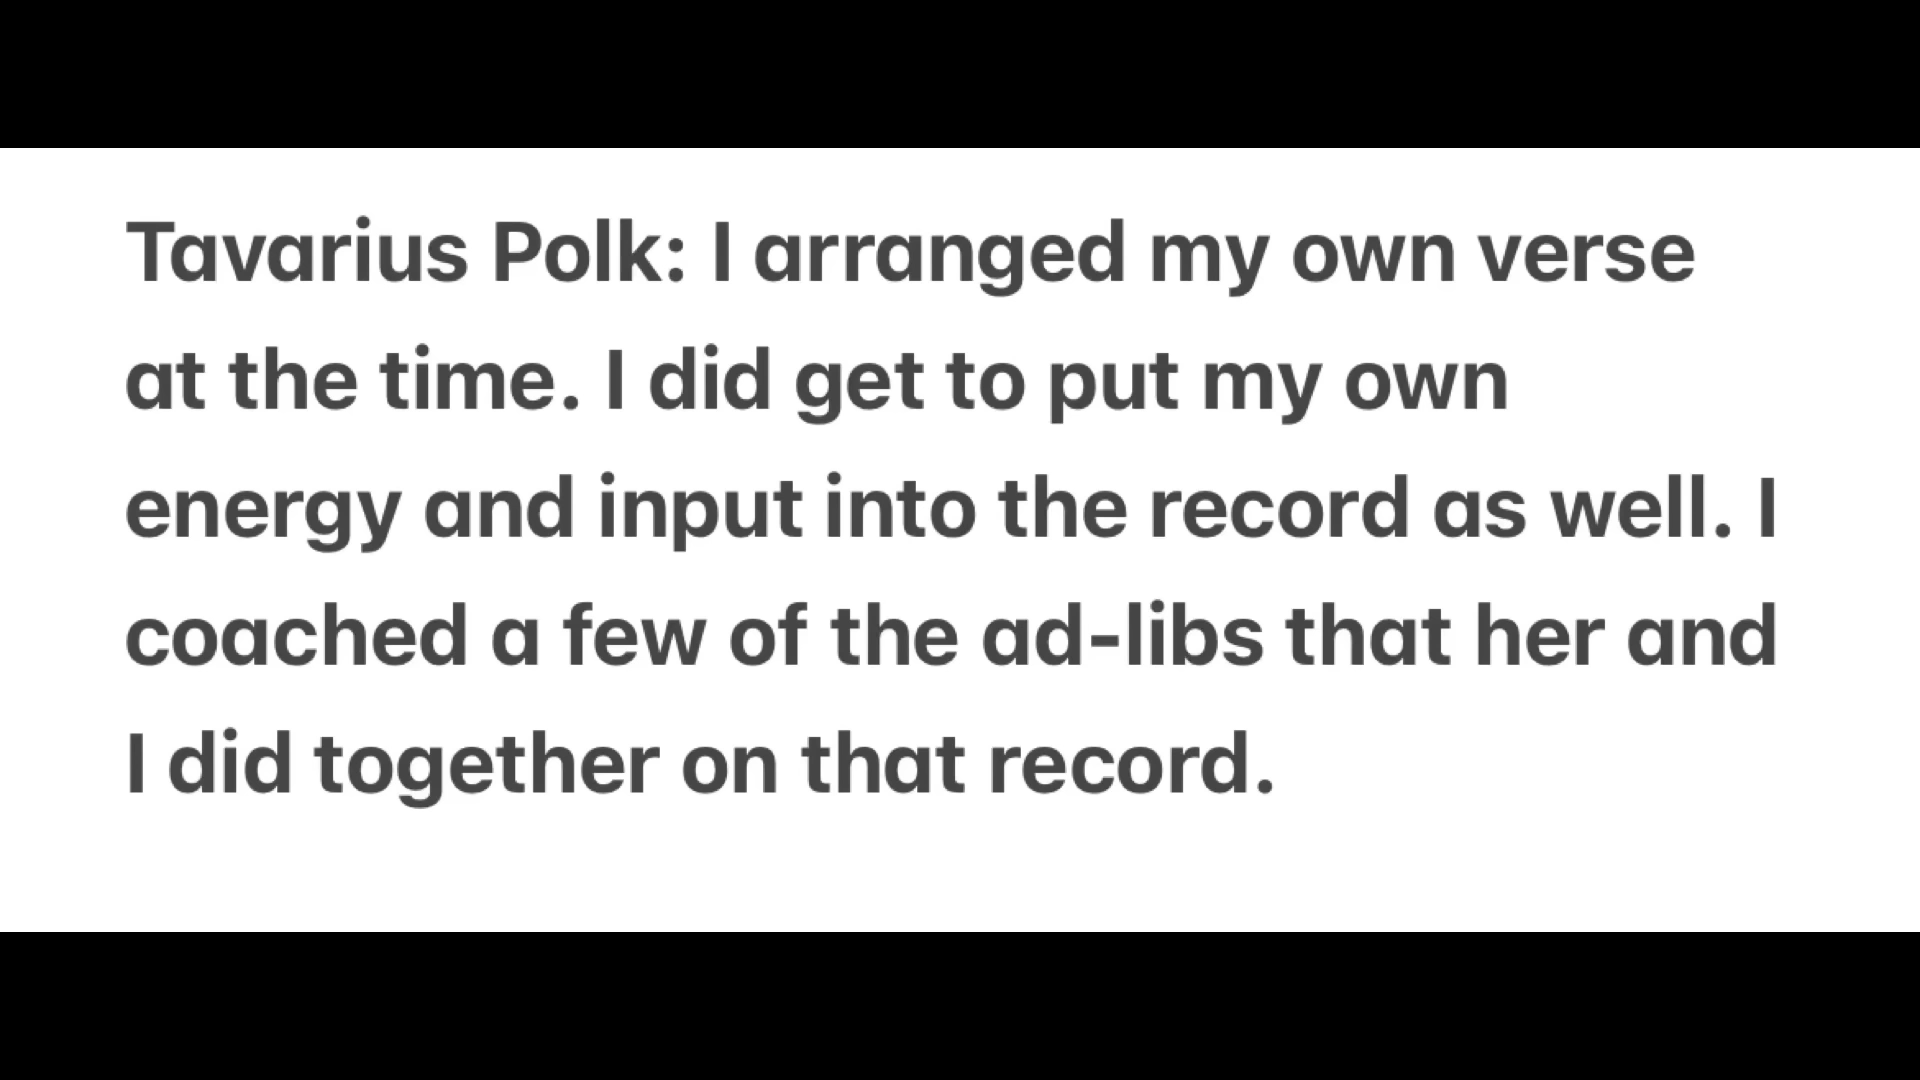 Tavarius Polk: I arranged my own verse
at the time. I did get to put my own
energy and input into the record as well. I
coached a few of the ad-libs that her and
I did together on that record.